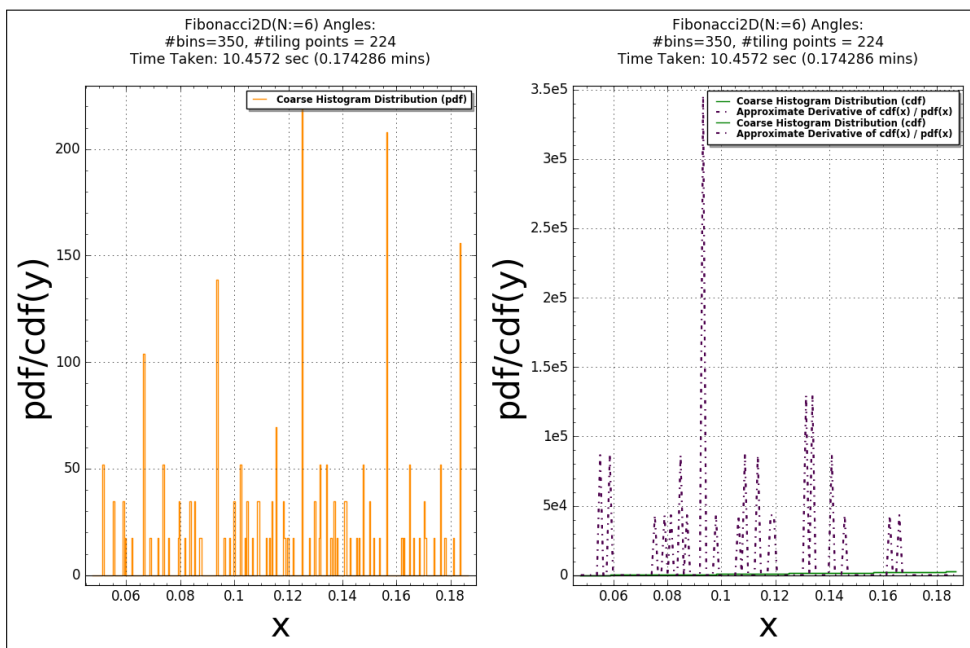 Fibonacci2D(N:=6) Angles:
#bins=350, #tiling points = 224
Time Taken: 10.4572 sec (0.174286 mins)
Coarse Histogram Distribution (pdf)
200
150
100
50
0
0.06 0.08 0.10 0.12 0.14 0.16 0.18
pdf/cdf(y)
x
Fibonacci2D(N:=6) Angles:
#bins=350, #tiling points = 224
Time Taken: 10.4572 sec (0.174286 mins)
Coarse Histogram Distribution (cdf)
Approximate Derivative of cdf(x) / pdf(x)
Coarse Histogram Distribution (cdf)
Approximate Derivative of cdf(x) / pdf(x)
3.5e5
3e5
2.5e5
2e5
1.5e5
1e5
5e4
0
0.06 0.08 0.10 0.12 0.14 0.16 0.18
pdf/cdf(y)
x